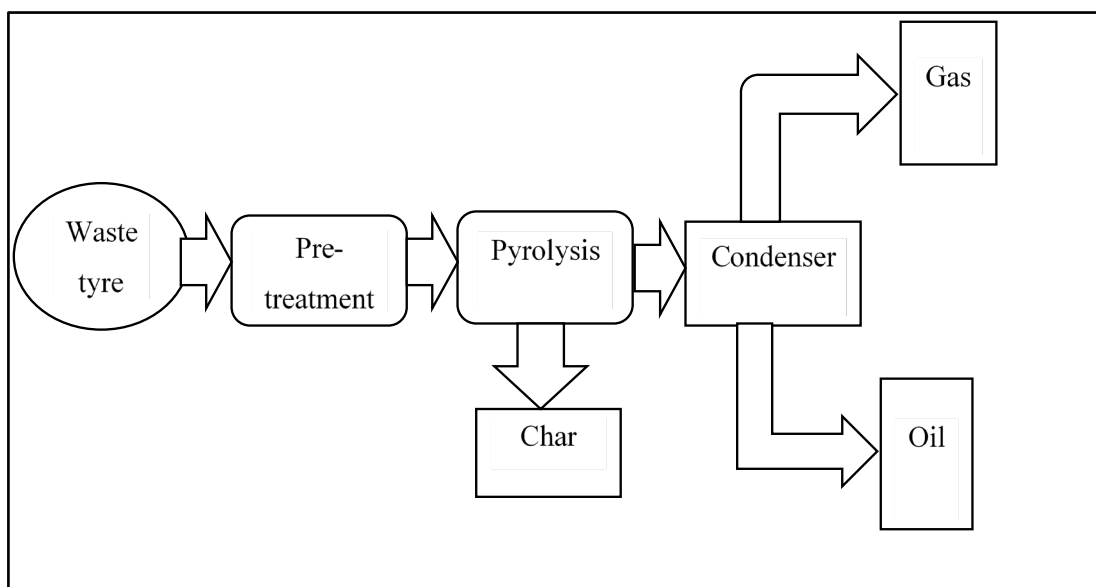 Gas
Waste
tyre
Pre-
treatment
Pyrolysis
Condenser
Char
Oil